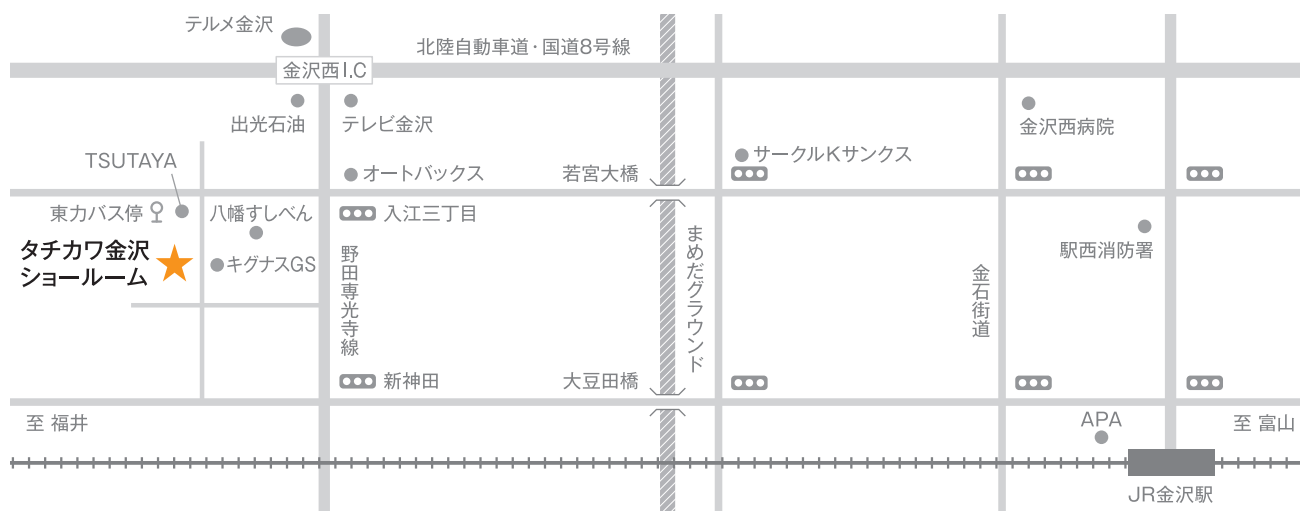 テルメ金沢
北陸自動車道・国道8号線
金沢西I.C
出光石油
テレビ金沢
金沢西病院
TSUTAYA
サークルKサンクス
オートバックス
若宮大橋
東力バス停
八幡すしべん
入江三丁目
タチカワ金沢
ショールーム
キグナスGS
野田専光寺線
まめだグラウンド
金石街道
駅西消防署
新神田
大豆田橋
至 福井
APA
至 富山
JR金沢駅